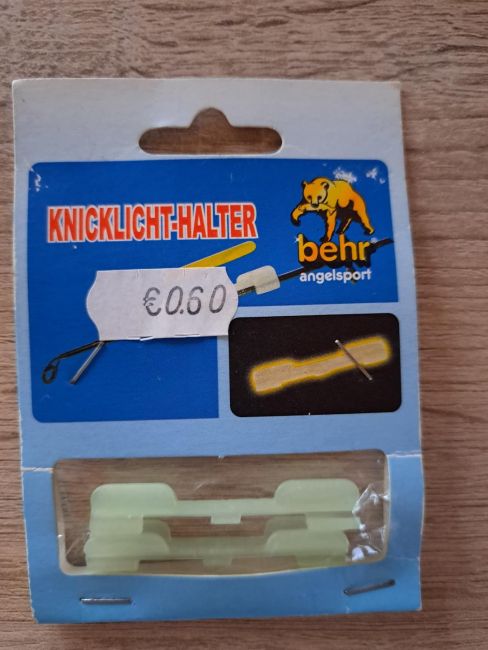 KNICKLICHT-HALTER
behr
angelsport
€0.60